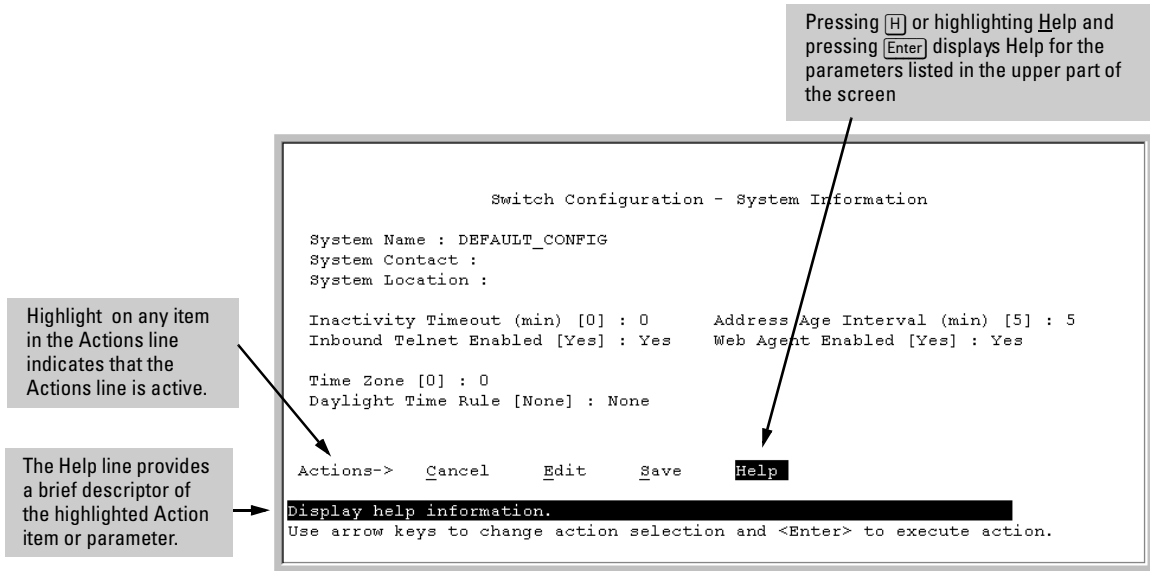 Pressing H or highlighting Help and
pressing Enter displays Help for the
parameters listed in the upper part of
the screen
Switch Configuration - System Information
System Name : DEFAULT_CONFIG
System Contact :
System Location :
Inactivity Timeout (min) [0] : 0 Address Age Interval (min) [5] : 5
Inbound Telnet Enabled [Yes] : Yes Web Agent Enabled [Yes] : Yes
Time Zone [0] : 0
Daylight Time Rule [None] : None
Highlight on any item
in the Actions line
indicates that the
Actions line is active.
Actions-> Cancel Edit Save Help
The Help line provides
a brief descriptor of
the highlighted Action
item or parameter.
Display help information.
Use arrow keys to change action selection and <Enter> to execute action.